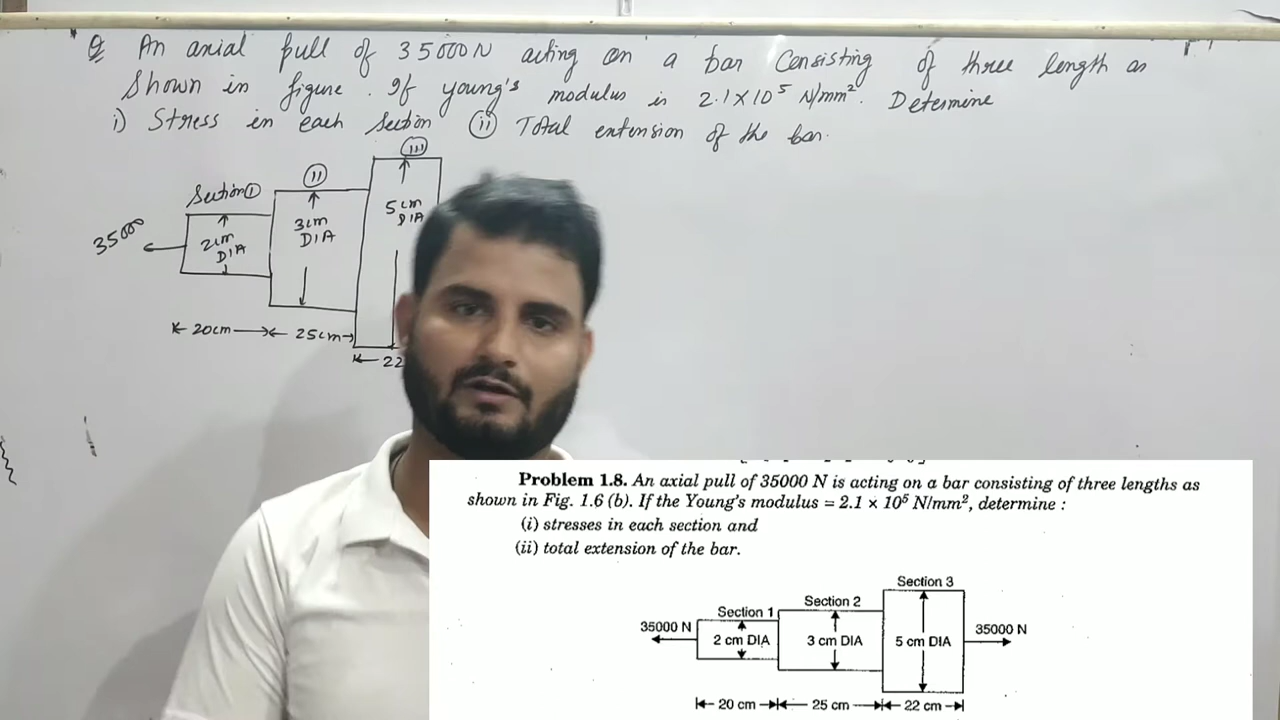 Q An axial pull of 35000N acting on a bar Consisting of three length as
Shown in figure. If young's modulus is 2.1×10⁵ N/mm². Determine
i) Stress in each Section (ii) Total extension of the bar.
(iii)
(ii)
Section (i)
35000
2cm DIA
3cm DIA
5cm DIA
20cm
25cm
22
Problem 1.8. An axial pull of 35000 N is acting on a bar consisting of three lengths as
shown in Fig. 1.6 (b). If the Young's modulus = 2.1 × 10⁵ N/mm², determine :
(i) stresses in each section and
(ii) total extension of the bar.
Section 3
Section 2
Section 1
35000 N
2 cm DIA
3 cm DIA
5 cm DIA
35000 N
20 cm
25 cm
22 cm